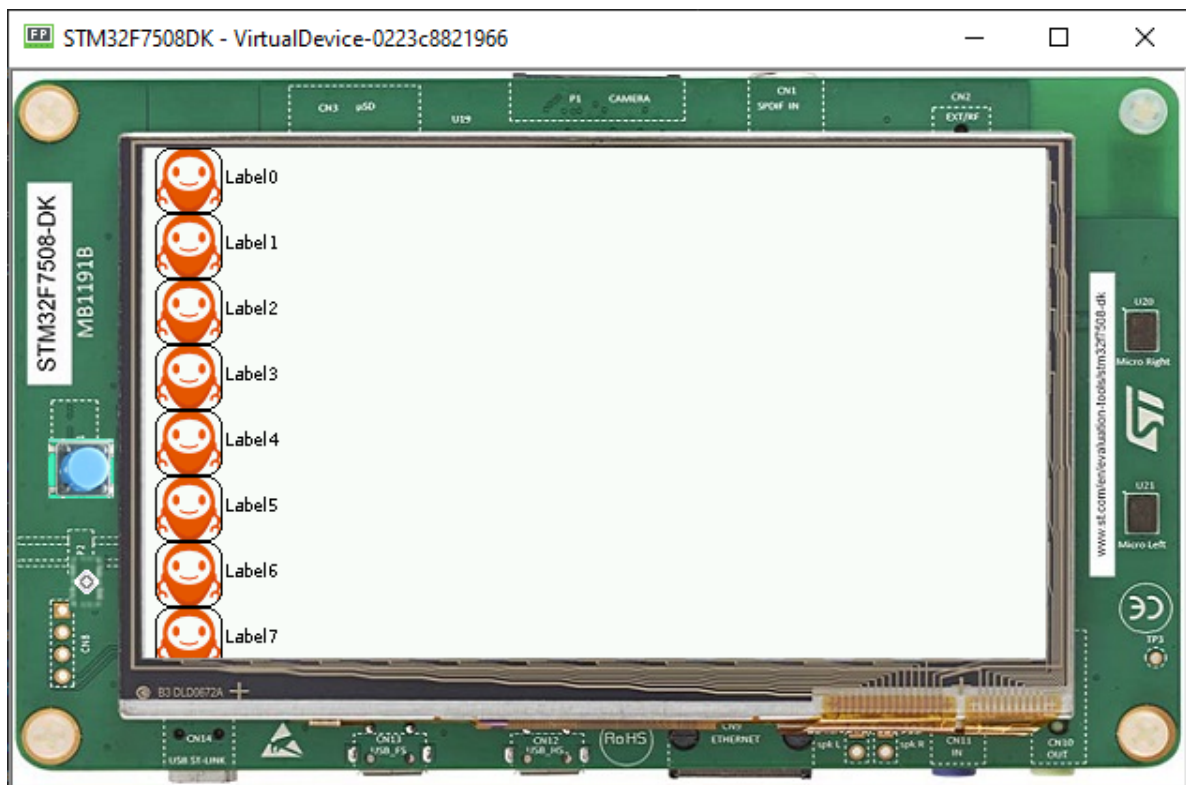 STM32F7508DK - VirtualDevice-0223c8821966
CN3 µSD
U19
P1 CAMERA
CN1
SPDIF IN
CN2
EXT/RF
STM32F7508-DK
MB1191B
Label0
Label1
Label2
Label3
Label4
Label5
Label6
Label7
www.st.com/en/evaluation-tools/stm32f7508-dk
U20
Micro Right
U21
Micro Left
TP3
P2
CN8
B3 DLD0672A
CN14
USB ST-LINK
CN13
USB_FS
CN12
USB_HS
RoHS
CN9
ETHERNET
spk L
spk R
CN11
IN
CN10
OUT